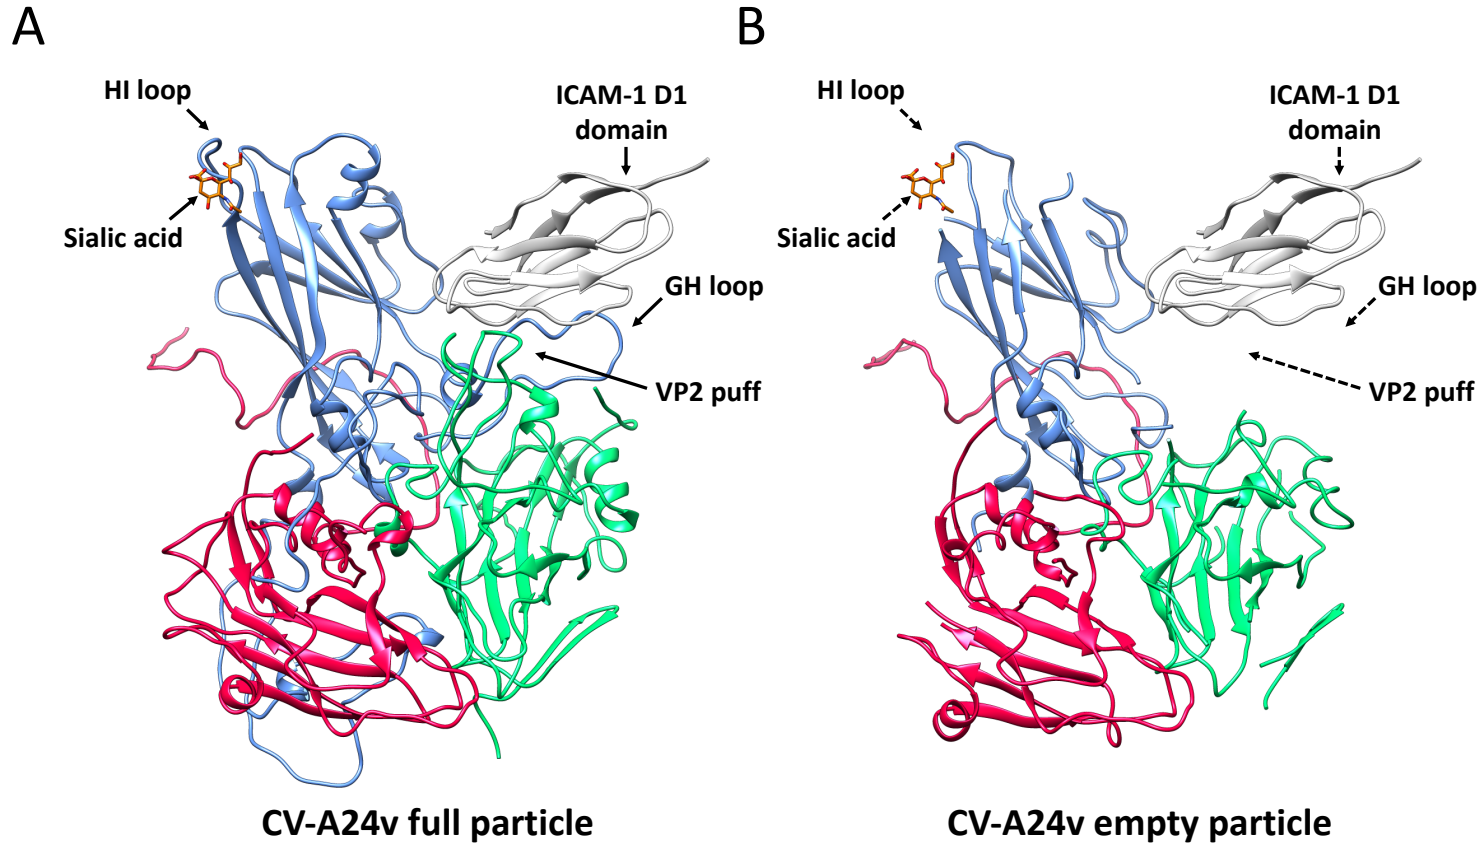 A
B
HI loop
ICAM-1 D1
domain
Sialic acid
GH loop
VP2 puff
CV-A24v full particle
HI loop
ICAM-1 D1
domain
Sialic acid
GH loop
VP2 puff
CV-A24v empty particle